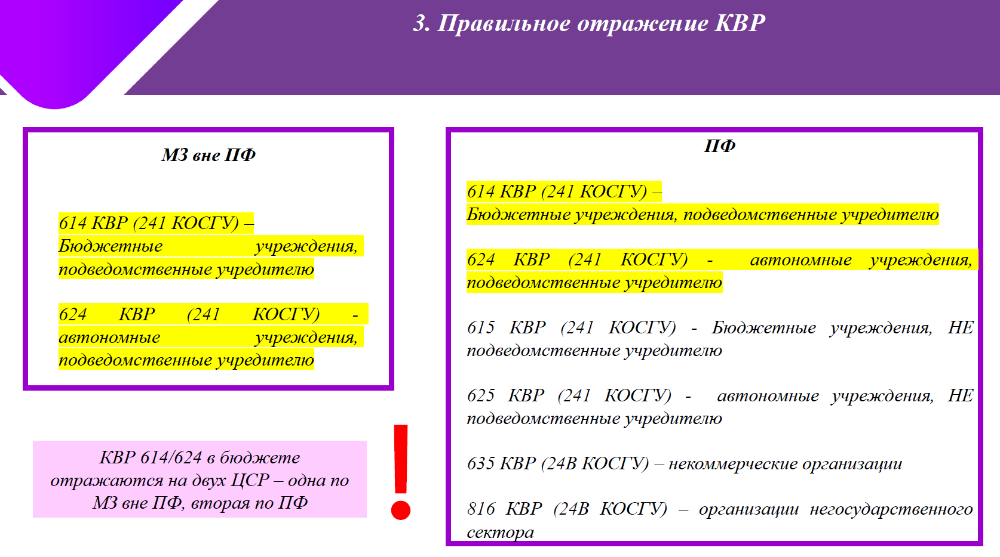 3. Правильное отражение КВР
МЗ вне ПФ
614 КВР (241 КОСГУ) –
Бюджетные учреждения,
подведомственные учредителю
624 КВР (241 КОСГУ) -
автономные учреждения,
подведомственные учредителю
КВР 614/624 в бюджете
отражаются на двух ЦСР – одна по
МЗ вне ПФ, вторая по ПФ
!
ПФ
614 КВР (241 КОСГУ) –
Бюджетные учреждения, подведомственные учредителю
624 КВР (241 КОСГУ) - автономные учреждения,
подведомственные учредителю
615 КВР (241 КОСГУ) - Бюджетные учреждения, НЕ
подведомственные учредителю
625 КВР (241 КОСГУ) - автономные учреждения, НЕ
подведомственные учредителю
635 КВР (24В КОСГУ) – некоммерческие организации
816 КВР (24В КОСГУ) – организации негосударственного
сектора